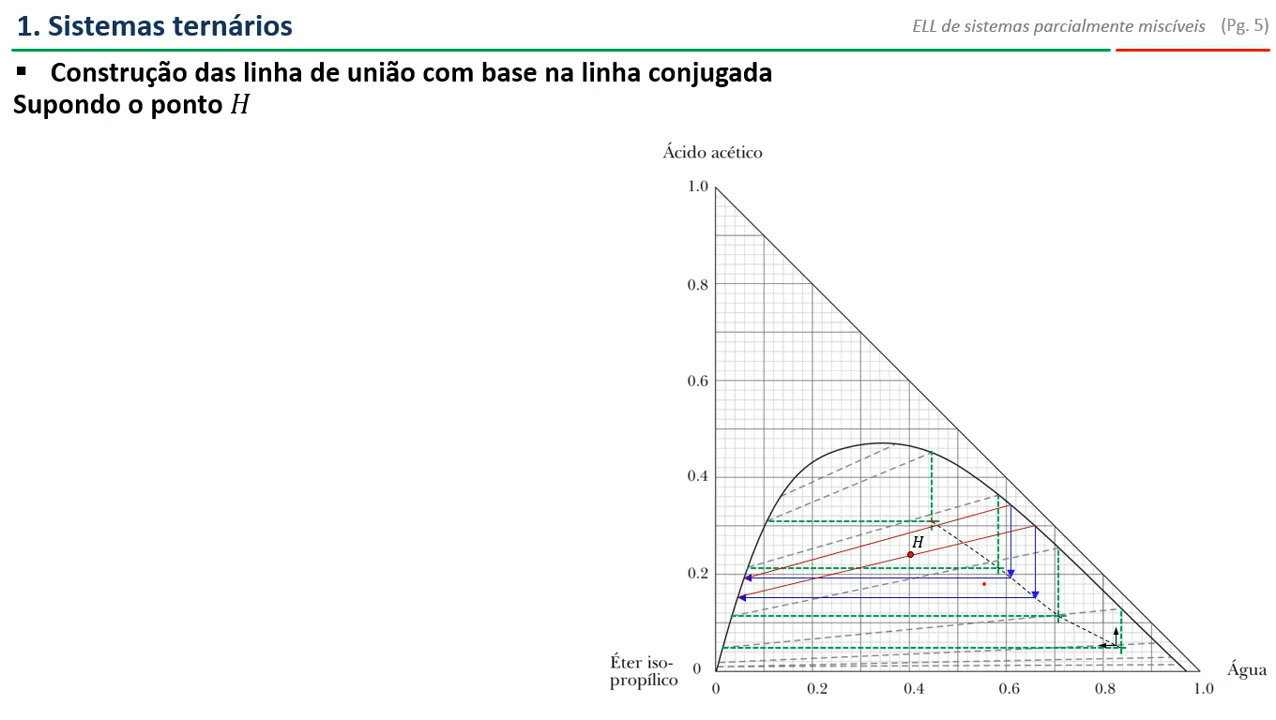 1. Sistemas ternários
ELL de sistemas parcialmente miscíveis (Pg. 5)
▪ Construção das linha de união com base na linha conjugada
Supondo o ponto H
Ácido acético
1.0
0.8
0.6
0.4
H
0.2
0
Éter iso-
propílico
Água
0 0.2 0.4 0.6 0.8 1.0